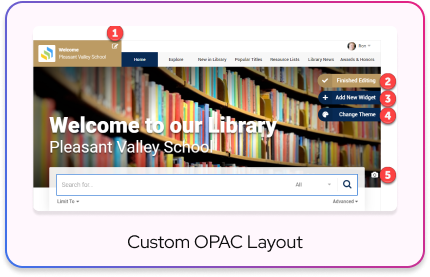 1
Welcome
Pleasant Valley School
Ron
Home Explore New in Library Popular Titles Resource Lists Library News Awards & Honors
Finished Editing 2
Add New Widget 3
Change Theme 4
Welcome to our Library
Pleasant Valley School
5
Search for.. All
Limit To Advanced
Custom OPAC Layout